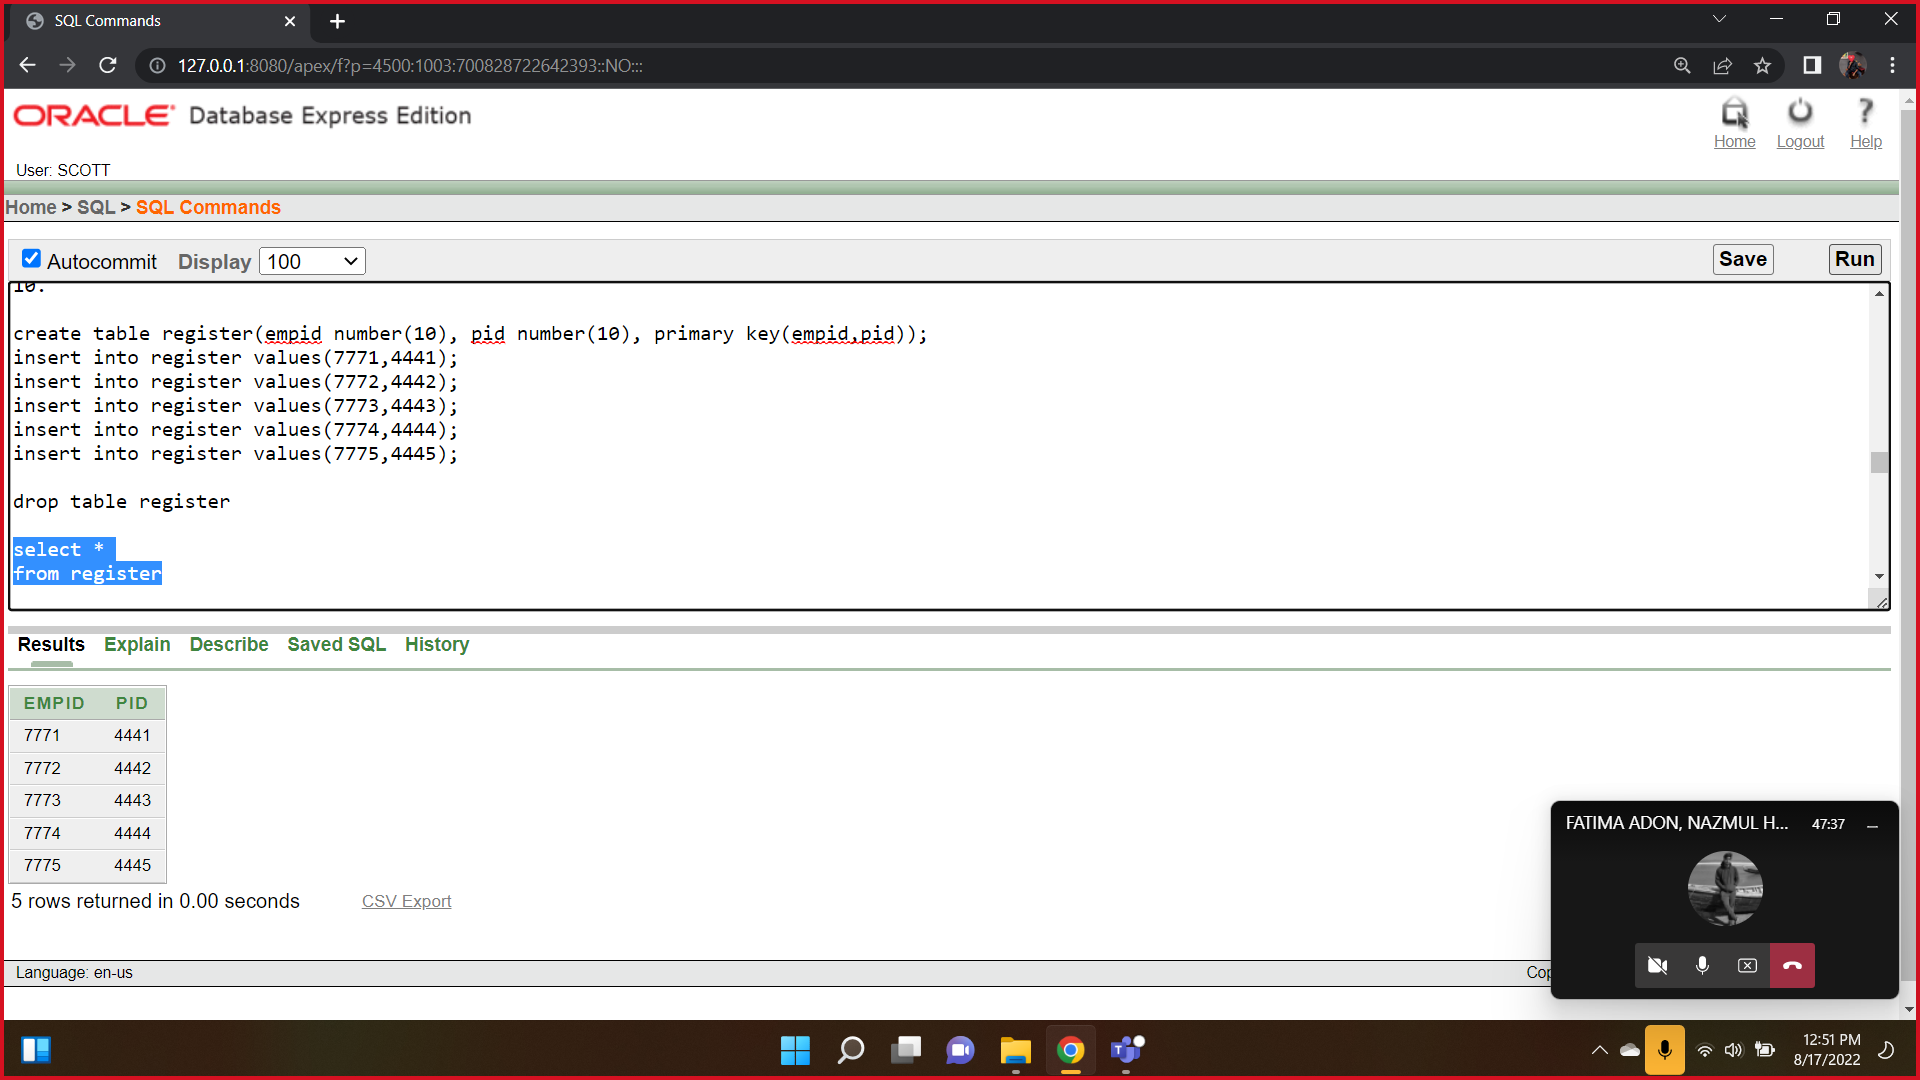 SQL Commands
127.0.0.1:8080/apex/f?p=4500:1003:700828722642393::NO:::
ORACLE Database Express Edition
Home Logout Help
User: SCOTT
Home > SQL > SQL Commands
Autocommit Display 100 Save Run
10.
create table register(empid number(10), pid number(10), primary key(empid,pid));
insert into register values(7771,4441);
insert into register values(7772,4442);
insert into register values(7773,4443);
insert into register values(7774,4444);
insert into register values(7775,4445);
drop table register
select *
from register
Results Explain Describe Saved SQL History
EMPID PID
7771 4441
7772 4442
7773 4443
7774 4444
7775 4445
5 rows returned in 0.00 seconds CSV Export
FATIMA ADON, NAZMUL H... 47:37
Language: en-us Cop
12:51 PM
8/17/2022